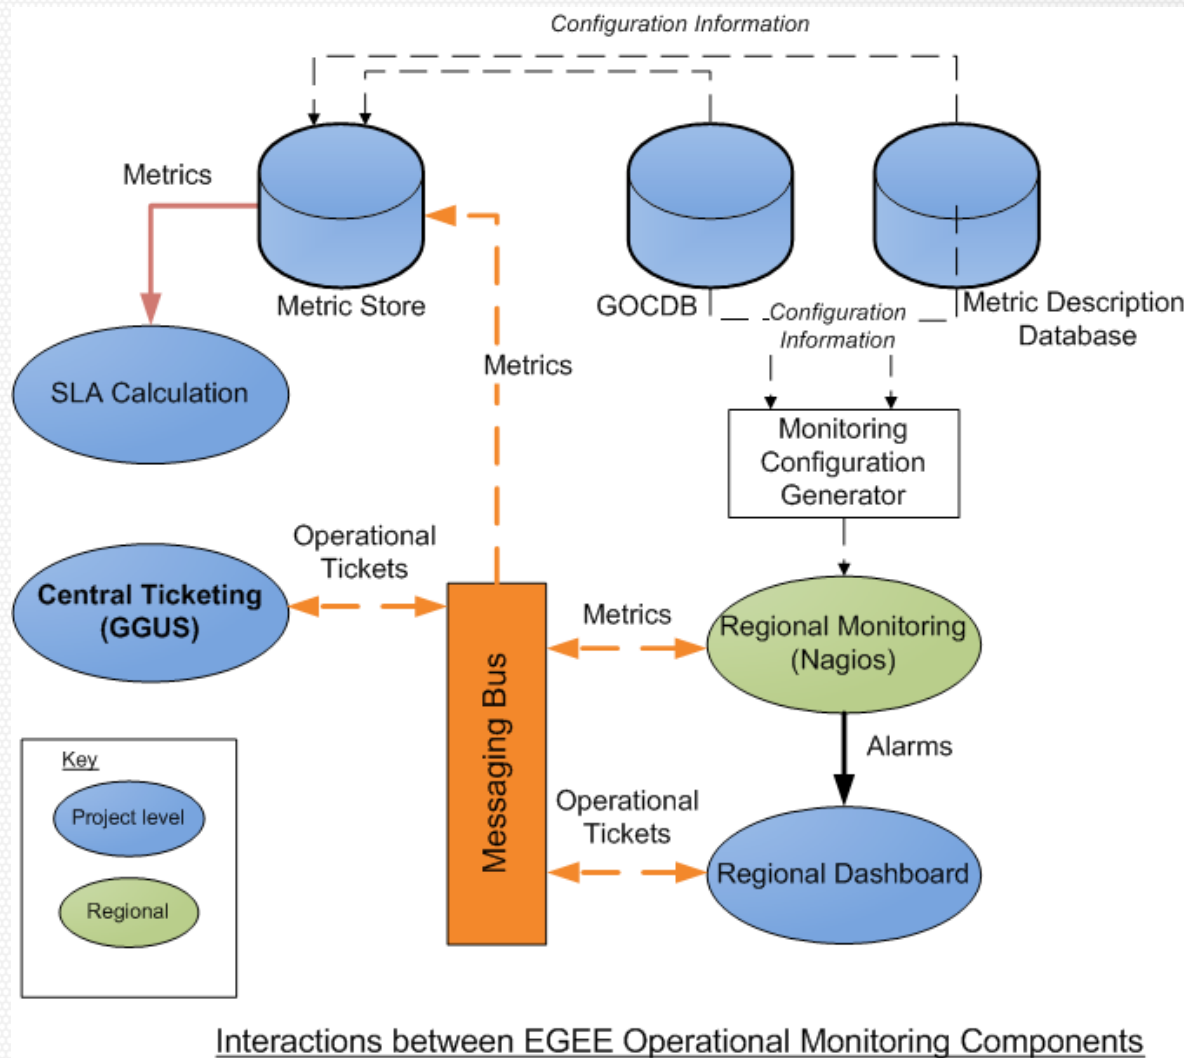 Configuration Information
Metrics
Metric Store
GOCDB
Configuration
Information
Metric Description
Database
Metrics
SLA Calculation
Monitoring
Configuration
Generator
Operational
Tickets
Central Ticketing
(GGUS)
Messaging Bus
Metrics
Regional Monitoring
(Nagios)
Alarms
Operational
Tickets
Regional Dashboard
Key
Project level
Regional
Interactions between EGEE Operational Monitoring Components